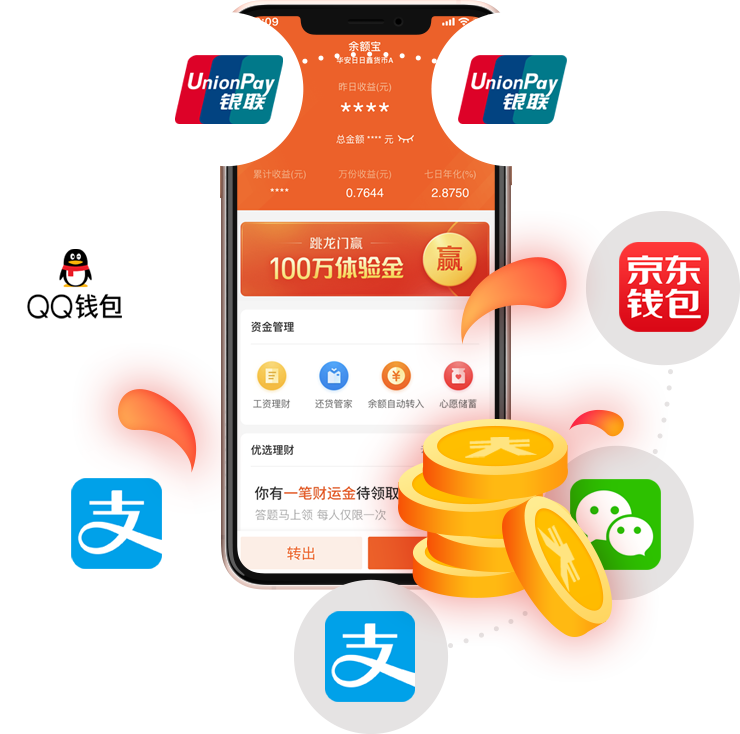 :09
余额宝
华安日日鑫货币A
UnionPay
银联
UnionPay
银联
昨日收益(元)
****
总金额 **** 元
累计收益(元) 万份收益(元) 七日年化(%)
**** 0.7644 2.8750
跳龙门赢
100万体验金
赢
京东
钱包
QQ钱包
资金管理
工资理财 还贷管家 余额自动转入 心愿储蓄
优选理财
你有一笔财运金待领取
答题马上领 每人仅限一次
支
转出
支